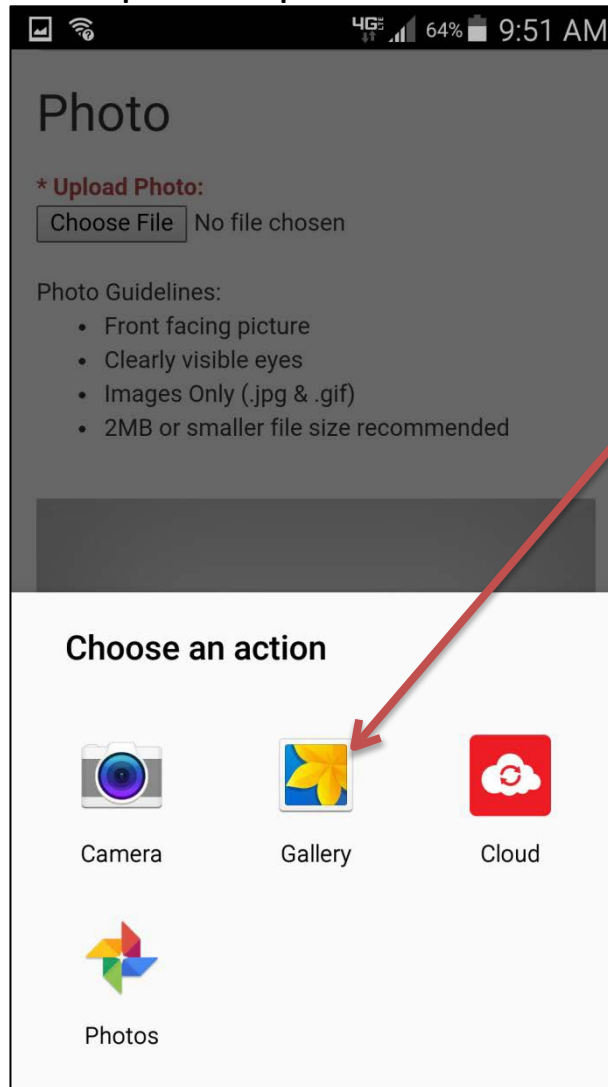 4G LTE 64% 9:51 AM
Photo
* Upload Photo:
Choose File No file chosen
Photo Guidelines:
• Front facing picture
• Clearly visible eyes
• Images Only (.jpg & .gif)
• 2MB or smaller file size recommended
Choose an action
Camera Gallery Cloud
Photos